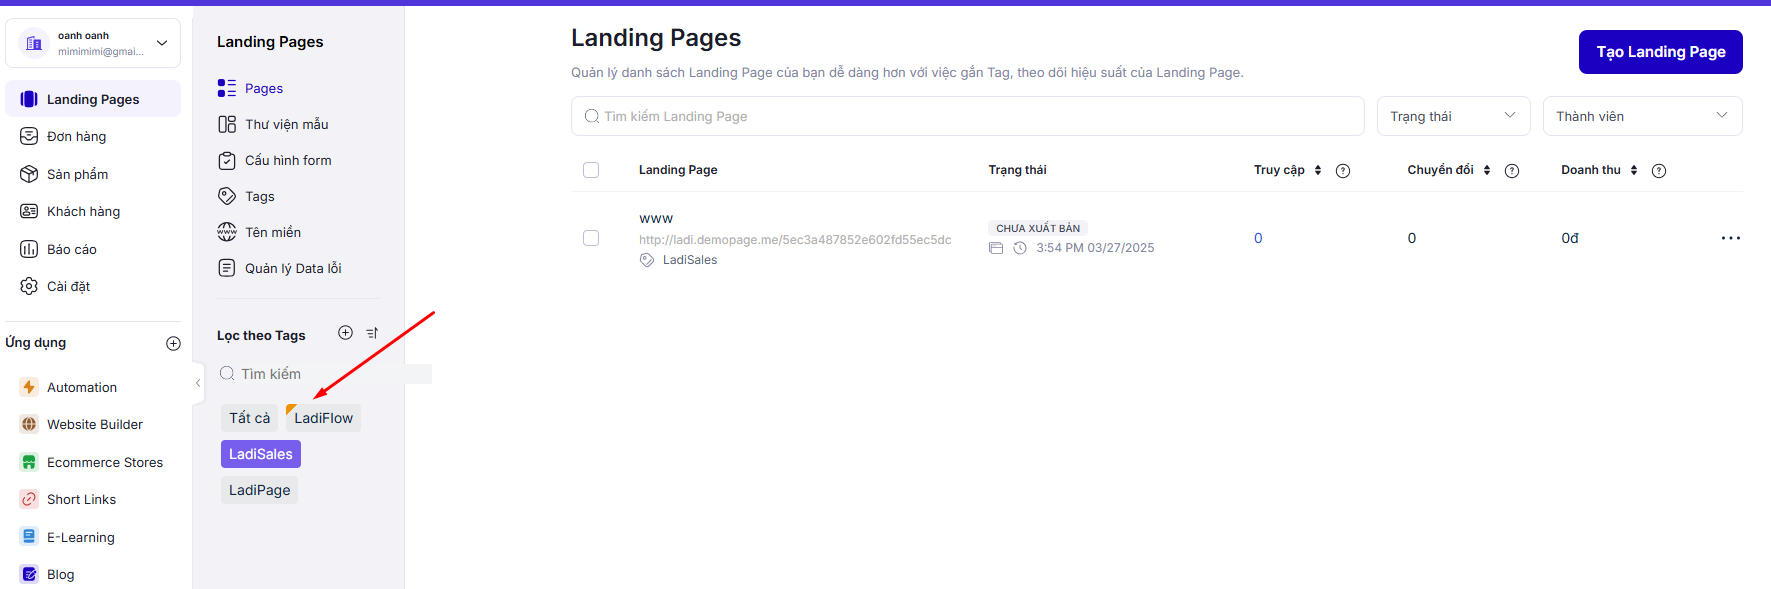 oanh oanh
mimimimi@gmai...
Landing Pages
Đơn hàng
Sản phẩm
Khách hàng
Báo cáo
Cài đặt
Ứng dụng
Automation
Website Builder
Ecommerce Stores
Short Links
E-Learning
Blog
Landing Pages
Pages
Thư viện mẫu
Cấu hình form
Tags
Tên miền
Quản lý Data lỗi
Lọc theo Tags
Tìm kiếm
Tất cả LadiFlow
LadiSales
LadiPage
Landing Pages
Tạo Landing Page
Quản lý danh sách Landing Page của bạn dễ dàng hơn với việc gắn Tag, theo dõi hiệu suất của Landing Page.
Tìm kiếm Landing Page Trạng thái Thành viên
Landing Page Trạng thái Truy cập Chuyển đổi Doanh thu
www
http://ladi.demopage.me/5ec3a487852e602fd55ec5dc
LadiSales
CHƯA XUẤT BẢN
3:54 PM 03/27/2025
0 0 0đ